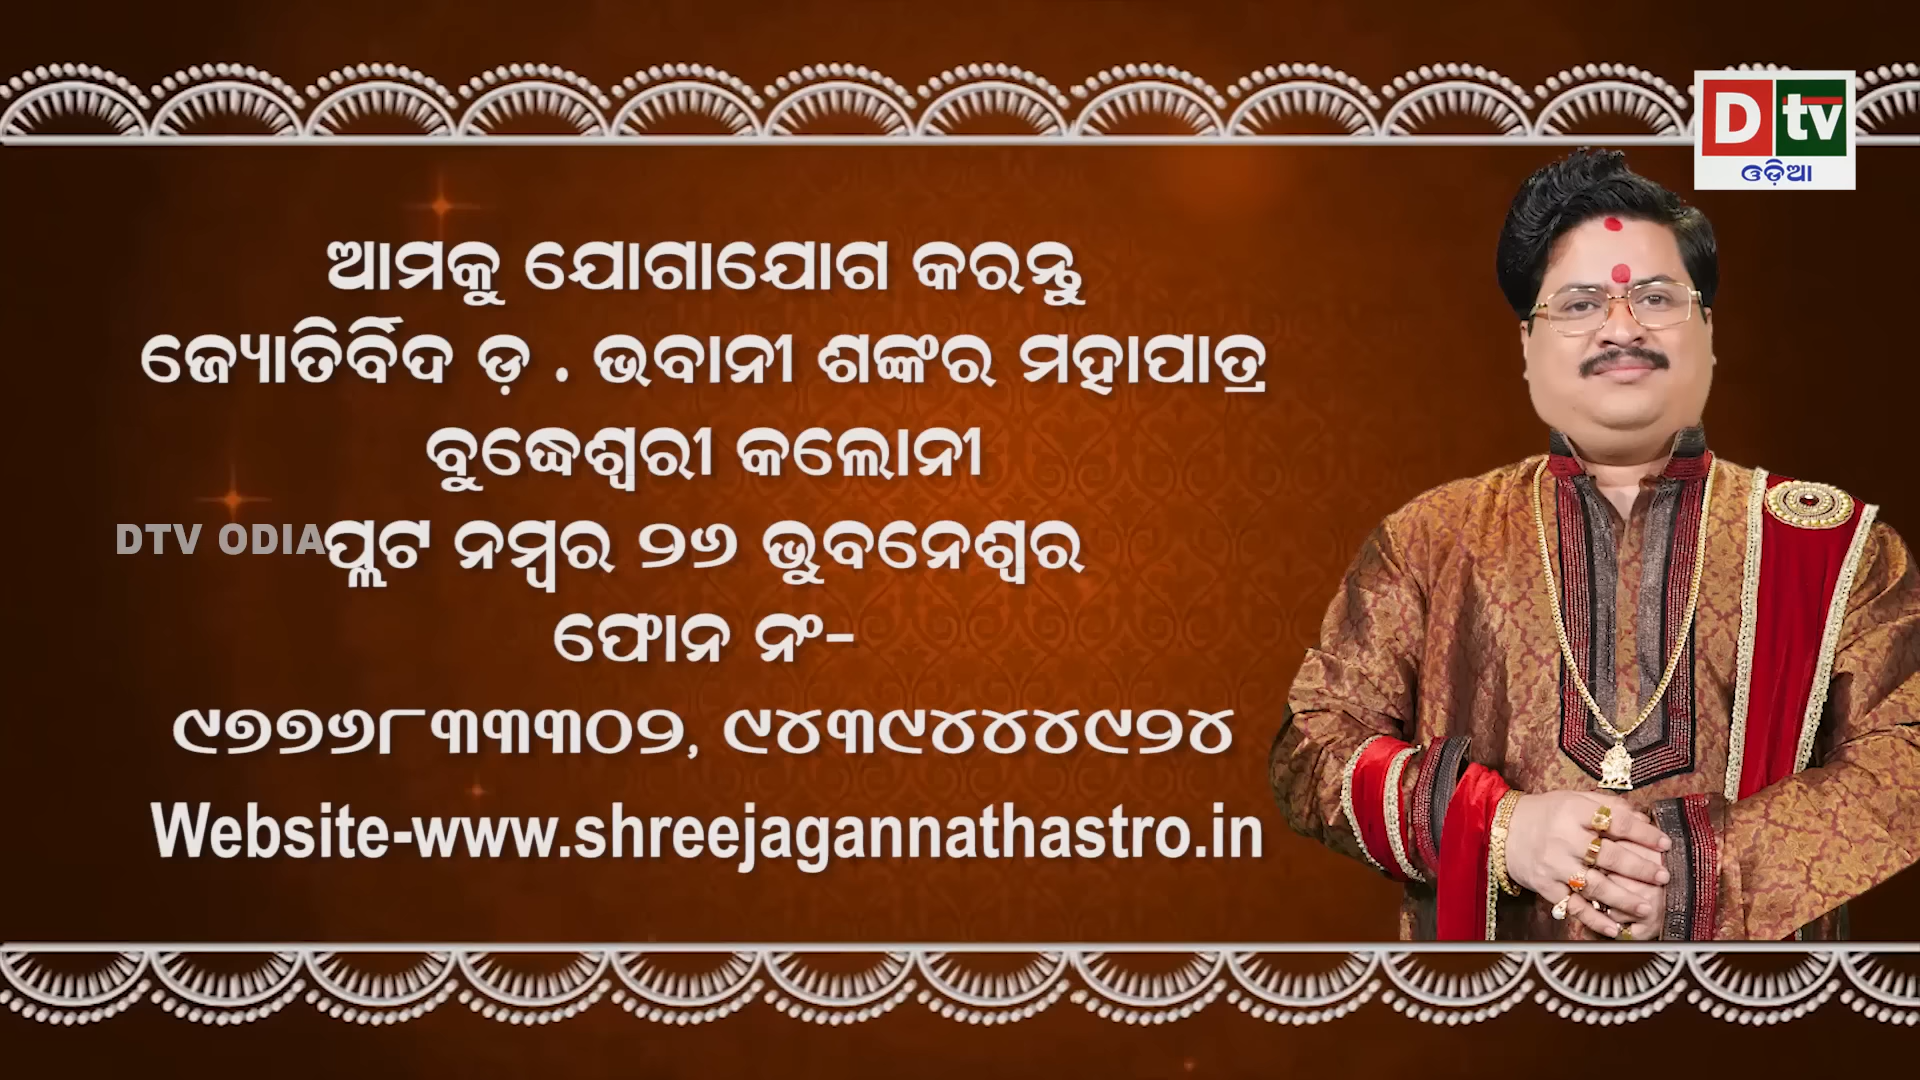 D tv
ଓଡ଼ିଆ
ଆମକୁ ଯୋଗାଯୋଗ କରନ୍ତୁ
ଜ୍ୟୋତିର୍ବିଦ ଡ଼ . ଭବାନୀ ଶଙ୍କର ମହାପାତ୍ର
ବୁଦ୍ଧେଶ୍ୱରୀ କଲୋନୀ
DTV ODIA
ପ୍ଲଟ ନମ୍ବର ୨୬ ଭୁବନେଶ୍ୱର
ଫୋନ ନଂ-
୯୭୭୬୮୩୩୩୦୨, ୯୪୩୯୪୪୪୯୨୪
Website-www.shreejagannathastro.in